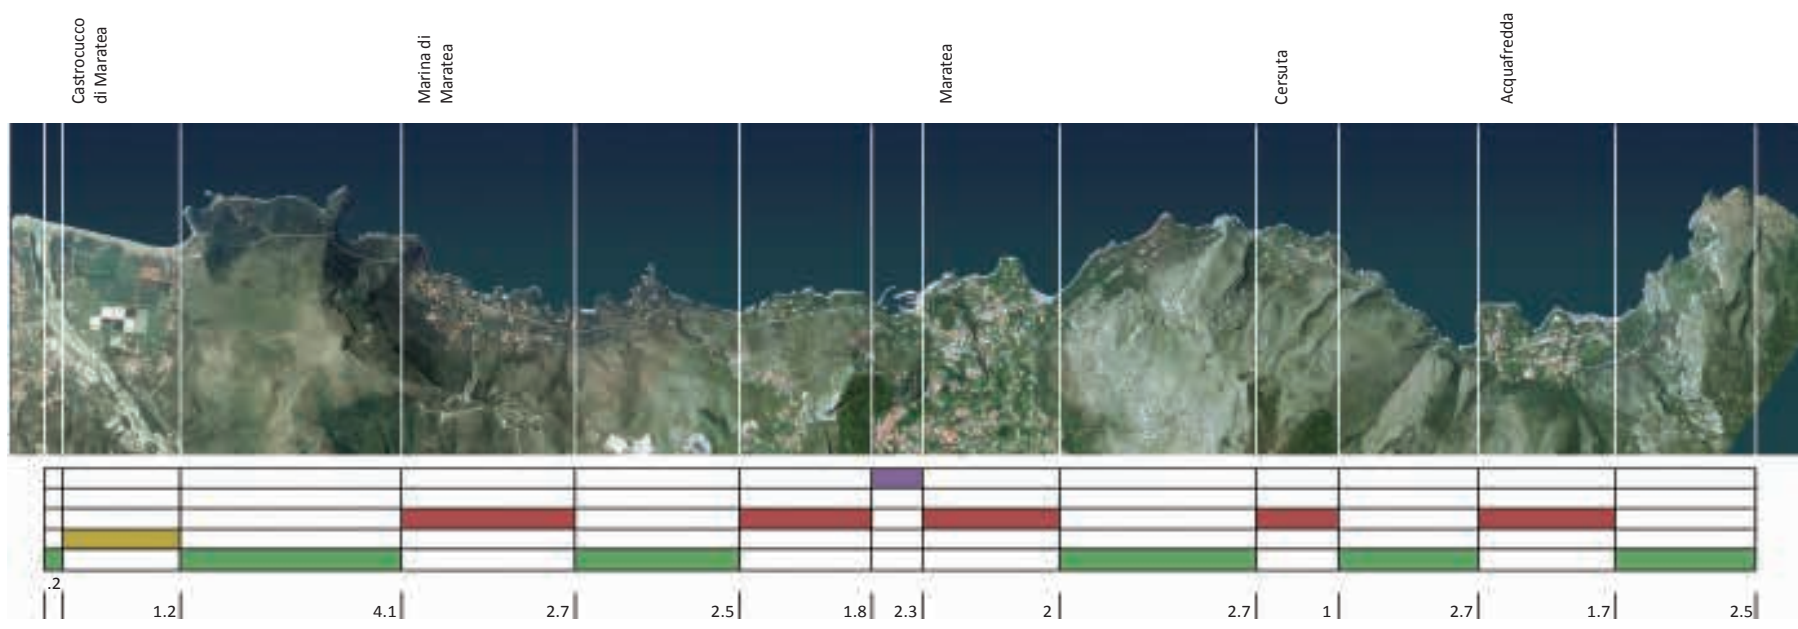 Castrocucco
di Maratea
Marina di
Maratea
Maratea
Cersuta
Acquafredda
.2
1.2
4.1
2.7
2.5
1.8
2.3
2
2.7
1
2.7
1.7
2.5